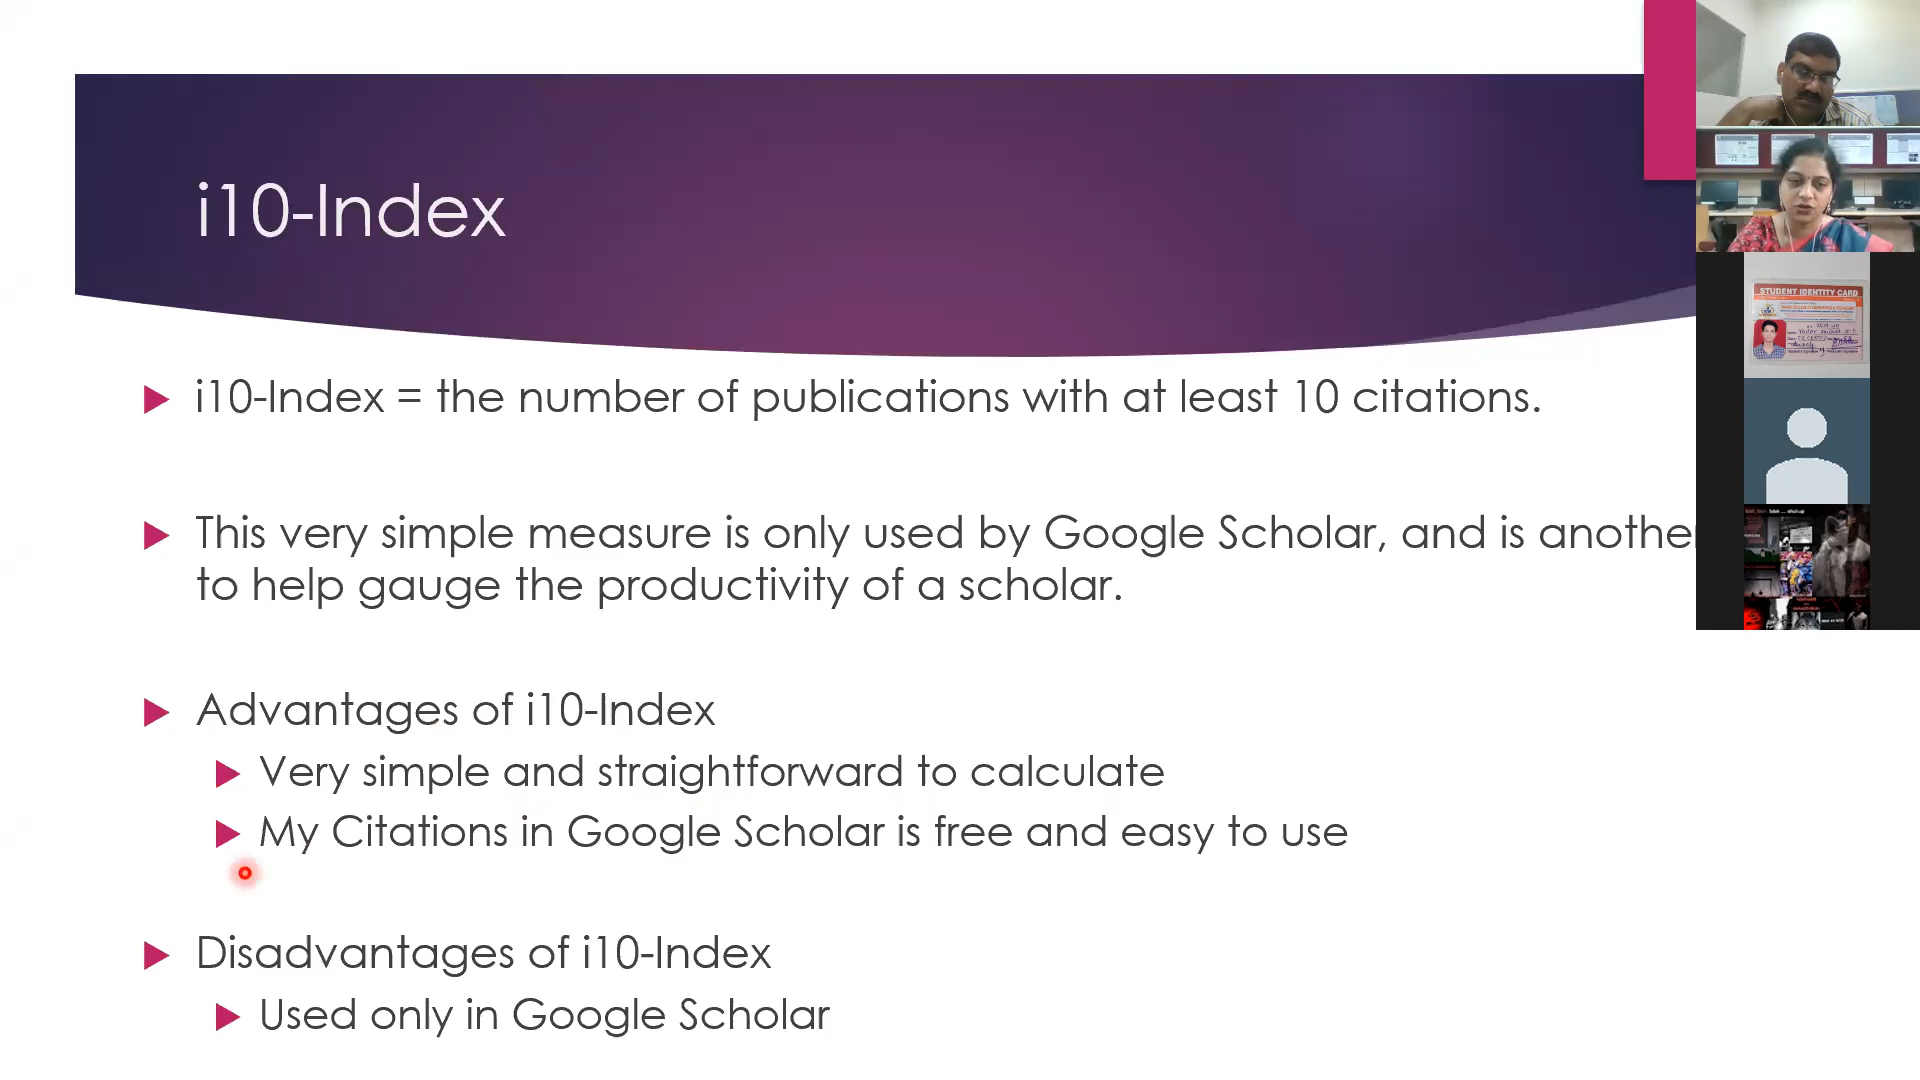 i10-Index
i10-Index = the number of publications with at least 10 citations.
This very simple measure is only used by Google Scholar, and is anothe
to help gauge the productivity of a scholar.
Advantages of i10-Index
Very simple and straightforward to calculate
My Citations in Google Scholar is free and easy to use
Disadvantages of i10-Index
Used only in Google Scholar
STUDENT IDENTITY CARD